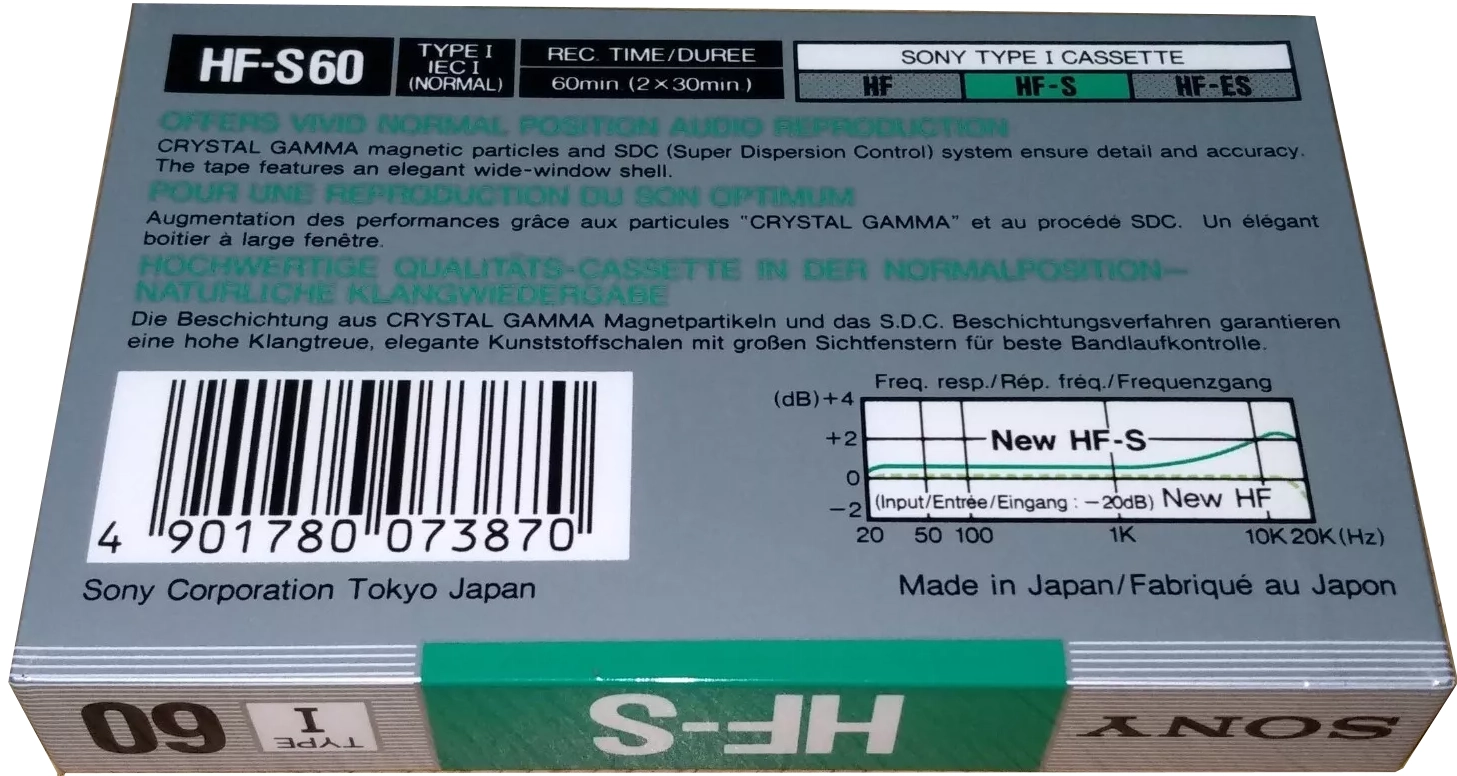 HF-S60
TYPE I
IEC I
(NORMAL)
REC. TIME/DUREE
60min. (2×30min.)
SONY TYPE I CASSETTE
HF HF-S HF-ES
OFFERS VIVID NORMAL POSITION AUDIO REPRODUCTION
CRYSTAL GAMMA magnetic particles and SDC (Super Dispersion Control) system ensure detail and accuracy.
The tape features an elegant wide-window shell.
POUR UNE REPRODUCTION DU SON OPTIMUM
Augmentation des performances grâce aux particules "CRYSTAL GAMMA" et au procédé SDC. Un élégant
boitier à large fenêtre.
HOCHWERTIGE QUALITÄTS-CASSETTE IN DER NORMALPOSITION—
NATÜRLICHE KLANGWIEDERGABE
Die Beschichtung aus CRYSTAL GAMMA Magnetpartikeln und das S.D.C. Beschichtungsverfahren garantieren
eine hohe Klangtreue, elegante Kunststoffschalen mit großen Sichtfenstern für beste Bandlaufkontrolle.
4 901780 073870
Sony Corporation Tokyo Japan
Freq. resp./Rép. fréq./Frequenzgang
(dB)+4
+2
0
−2
New HF-S
(Input/Entrée/Eingang : −20dB) New HF
20 50 100 1K 10K 20K(Hz)
Made in Japan/Fabriqué au Japon
60
TYPE I
HF-S
SONY